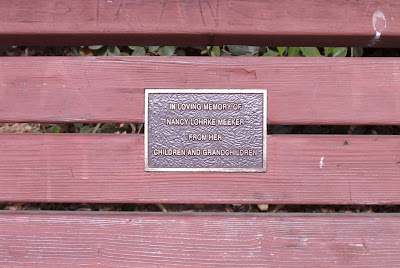 IN LOVING MEMORY OF
NANCY LOHRKE MEEKER
FROM HER
CHILDREN AND GRANDCHILDREN